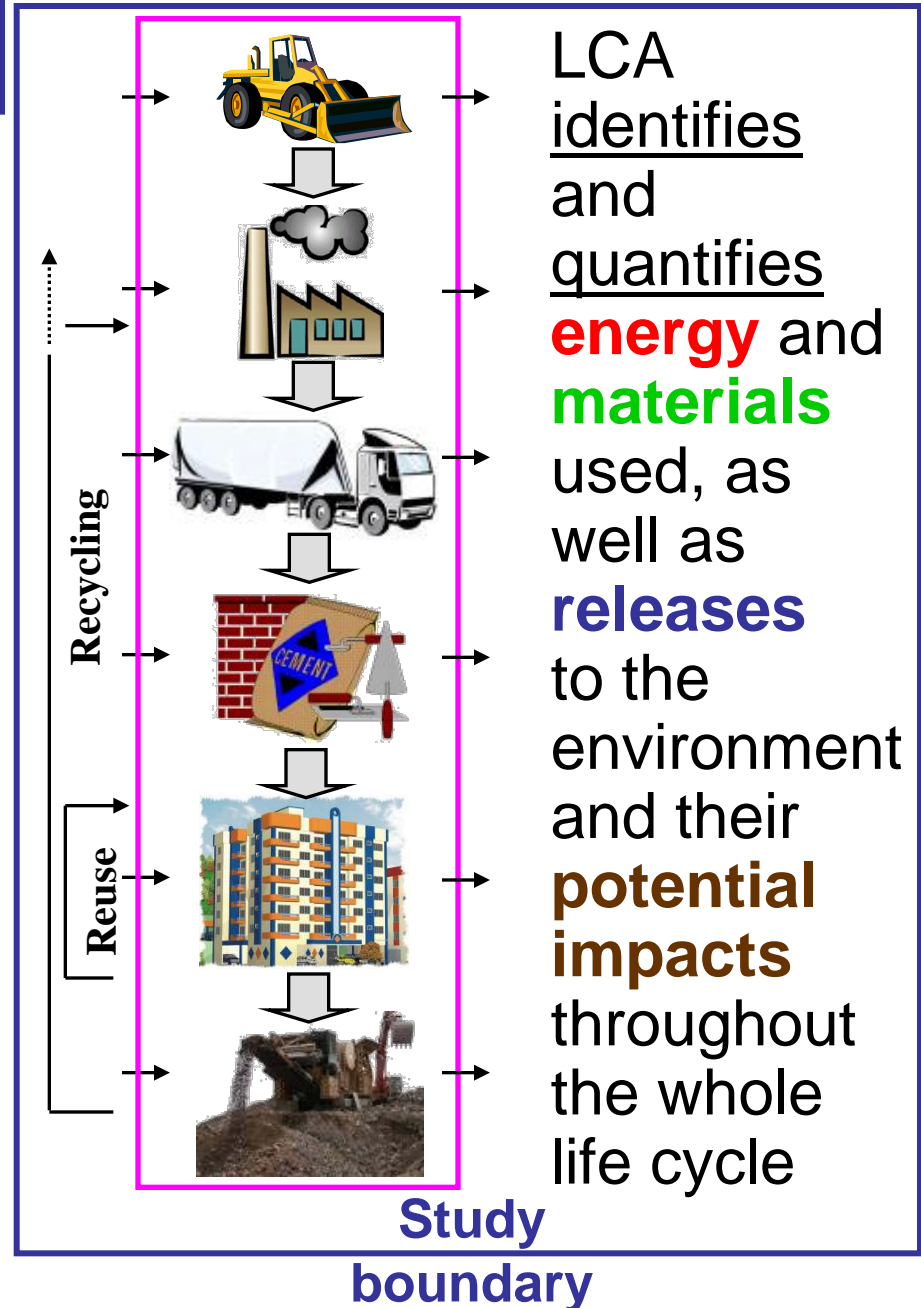 LCA
identifies
and
quantifies
energy and
materials
used, as
well as
releases
to the
environment
and their
potential
impacts
throughout
the whole
life cycle
Recycling
Reuse
CEMENT
Study
boundary